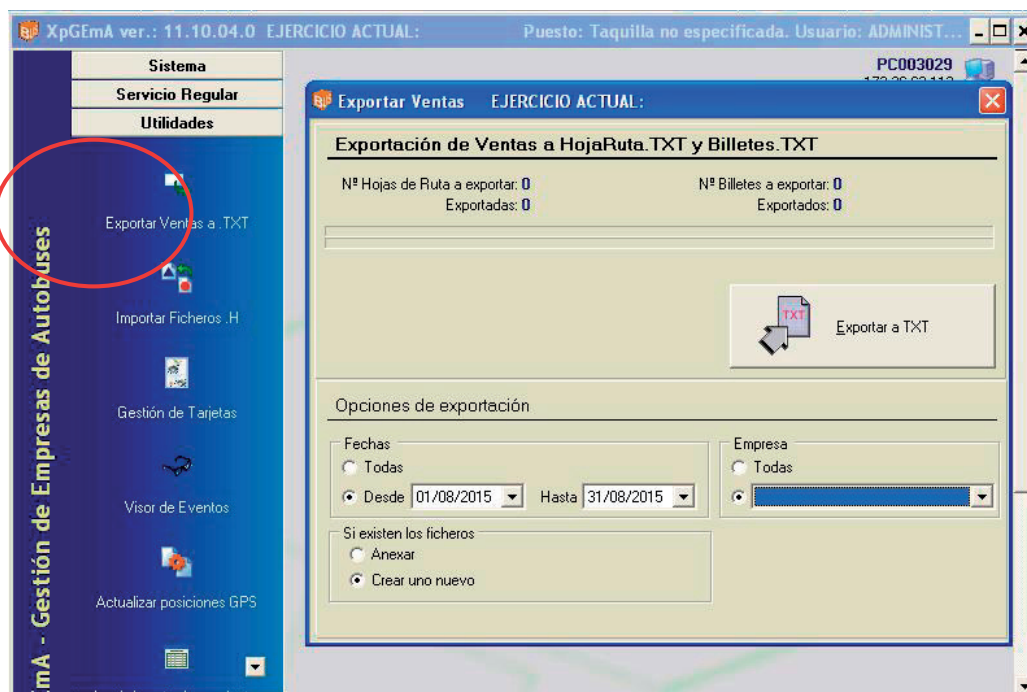 XpGEmA ver.: 11.10.04.0 EJERCICIO ACTUAL: Puesto: Taquilla no especificada. Usuario: ADMINIST...
Sistema
Servicio Regular
Utilidades
Exportar Ventas a .TXT
Importar Ficheros .H
Gestión de Tarjetas
Visor de Eventos
Actualizar posiciones GPS
EmA - Gestión de Empresas de Autobuses
PC003029
Exportar Ventas EJERCICIO ACTUAL:
Exportación de Ventas a HojaRuta.TXT y Billetes.TXT
Nº Hojas de Ruta a exportar: 0 Nº Billetes a exportar: 0
Exportadas: 0 Exportados: 0
TXT
Exportar a TXT
Opciones de exportación
Fechas
Todas
Desde 01/08/2015 Hasta 31/08/2015
Empresa
Todas
Si existen los ficheros
Anexar
Crear uno nuevo